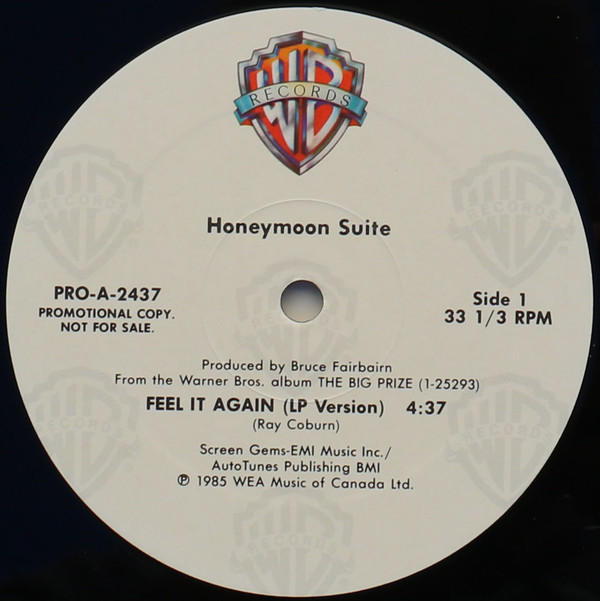 WB
RECORDS
Honeymoon Suite
PRO-A-2437
PROMOTIONAL COPY.
NOT FOR SALE.
Side 1
33 1/3 RPM
Produced by Bruce Fairbairn
From the Warner Bros. album THE BIG PRIZE (1-25293)
FEEL IT AGAIN (LP Version) 4:37
(Ray Coburn)
Screen Gems-EMI Music Inc./
AutoTunes Publishing BMI
℗ 1985 WEA Music of Canada Ltd.